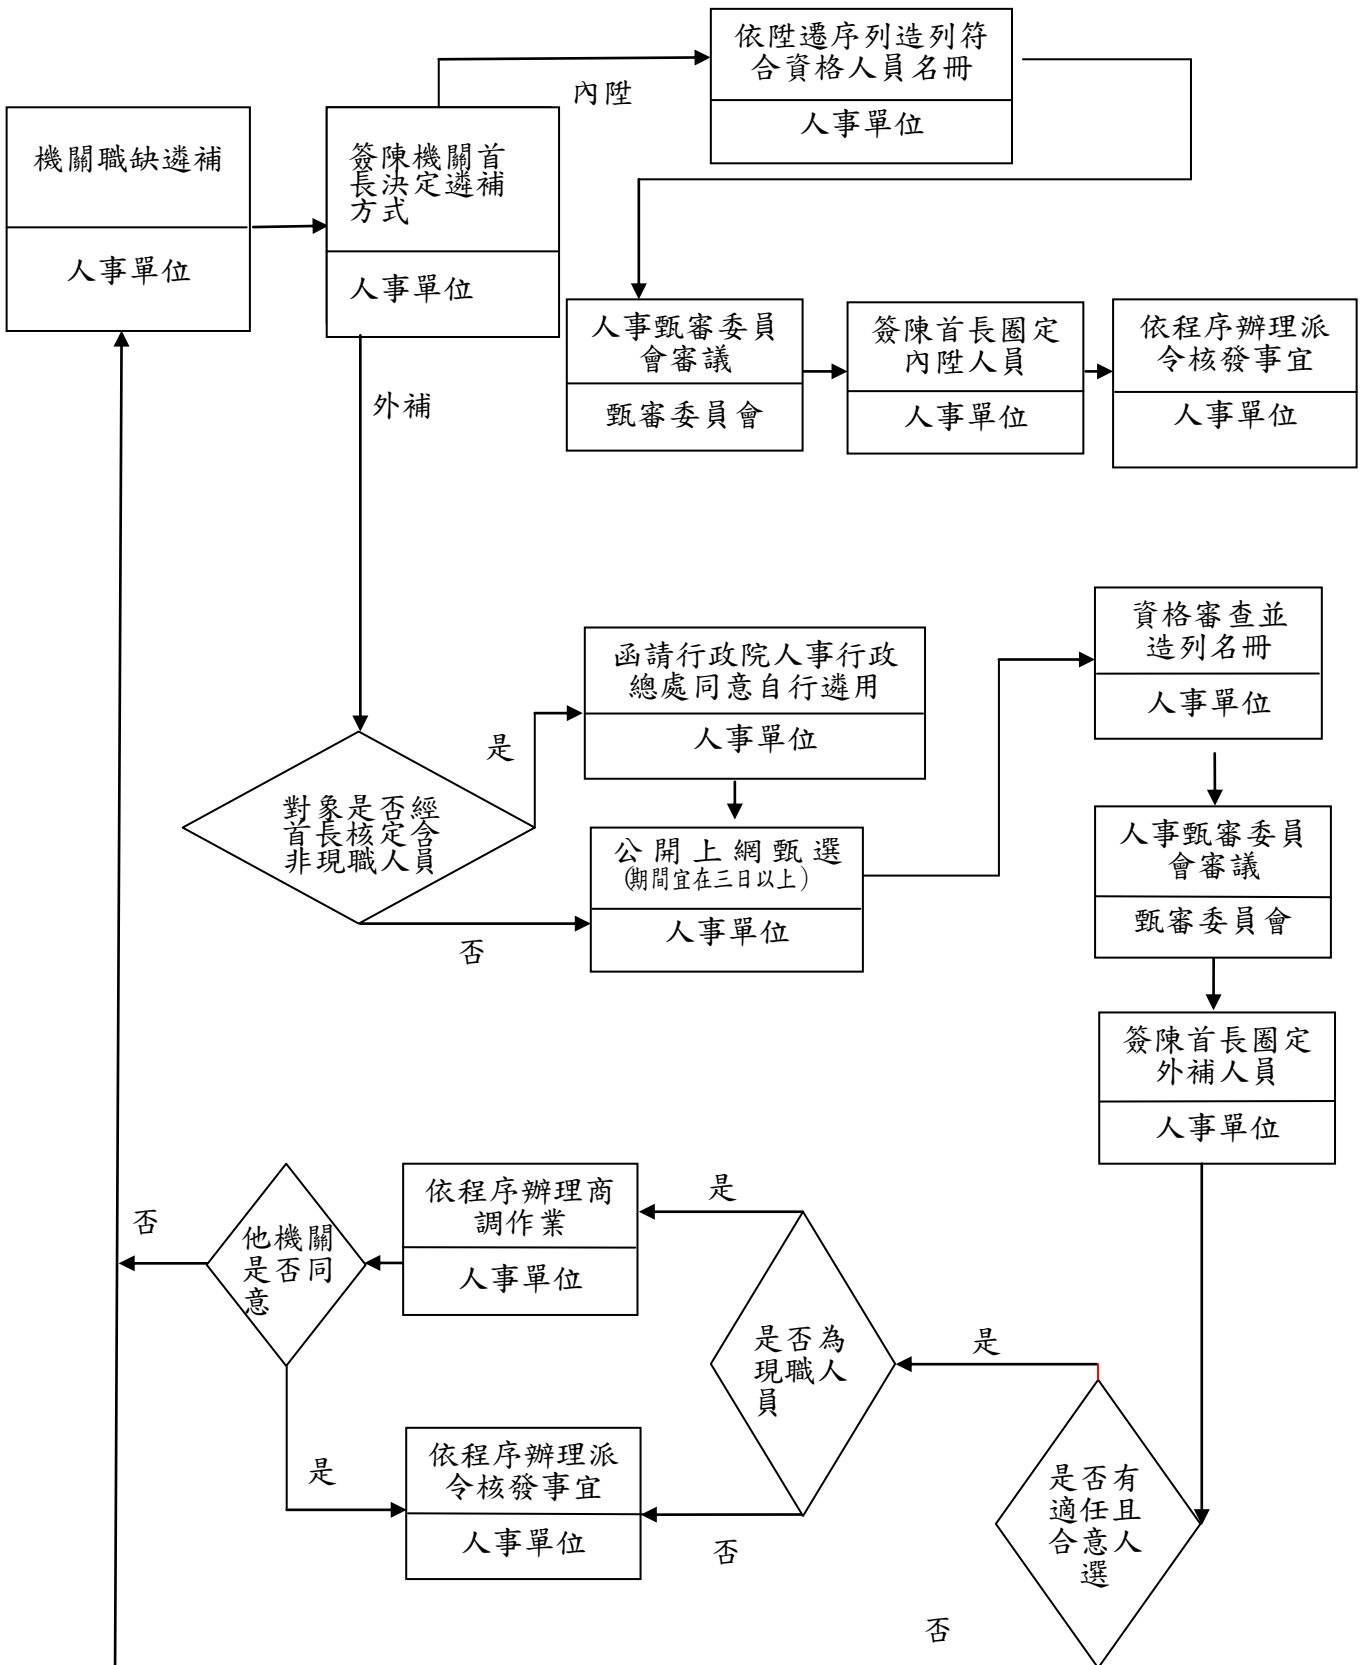 依陞遷序列造列符
合資格人員名冊
人事單位
內陞
機關職缺遴補
人事單位
簽陳機關首
長決定遴補
方式
人事單位
人事甄審委員
會審議
甄審委員會
簽陳首長圈定
內陞人員
人事單位
依程序辦理派
令核發事宜
人事單位
外補
資格審查並
造列名冊
人事單位
函請行政院人事行政
總處同意自行遴用
人事單位
是
對象是否經
首長核定含
非現職人員
公開上網甄選
(期間宜在三日以上)
人事單位
否
人事甄審委員
會審議
甄審委員會
簽陳首長圈定
外補人員
人事單位
是
依程序辦理商
調作業
人事單位
否
他機關
是否同
意
是否為
現職人
員
是
是
依程序辦理派
令核發事宜
人事單位
否
是否有
適任且
合意人
選
否